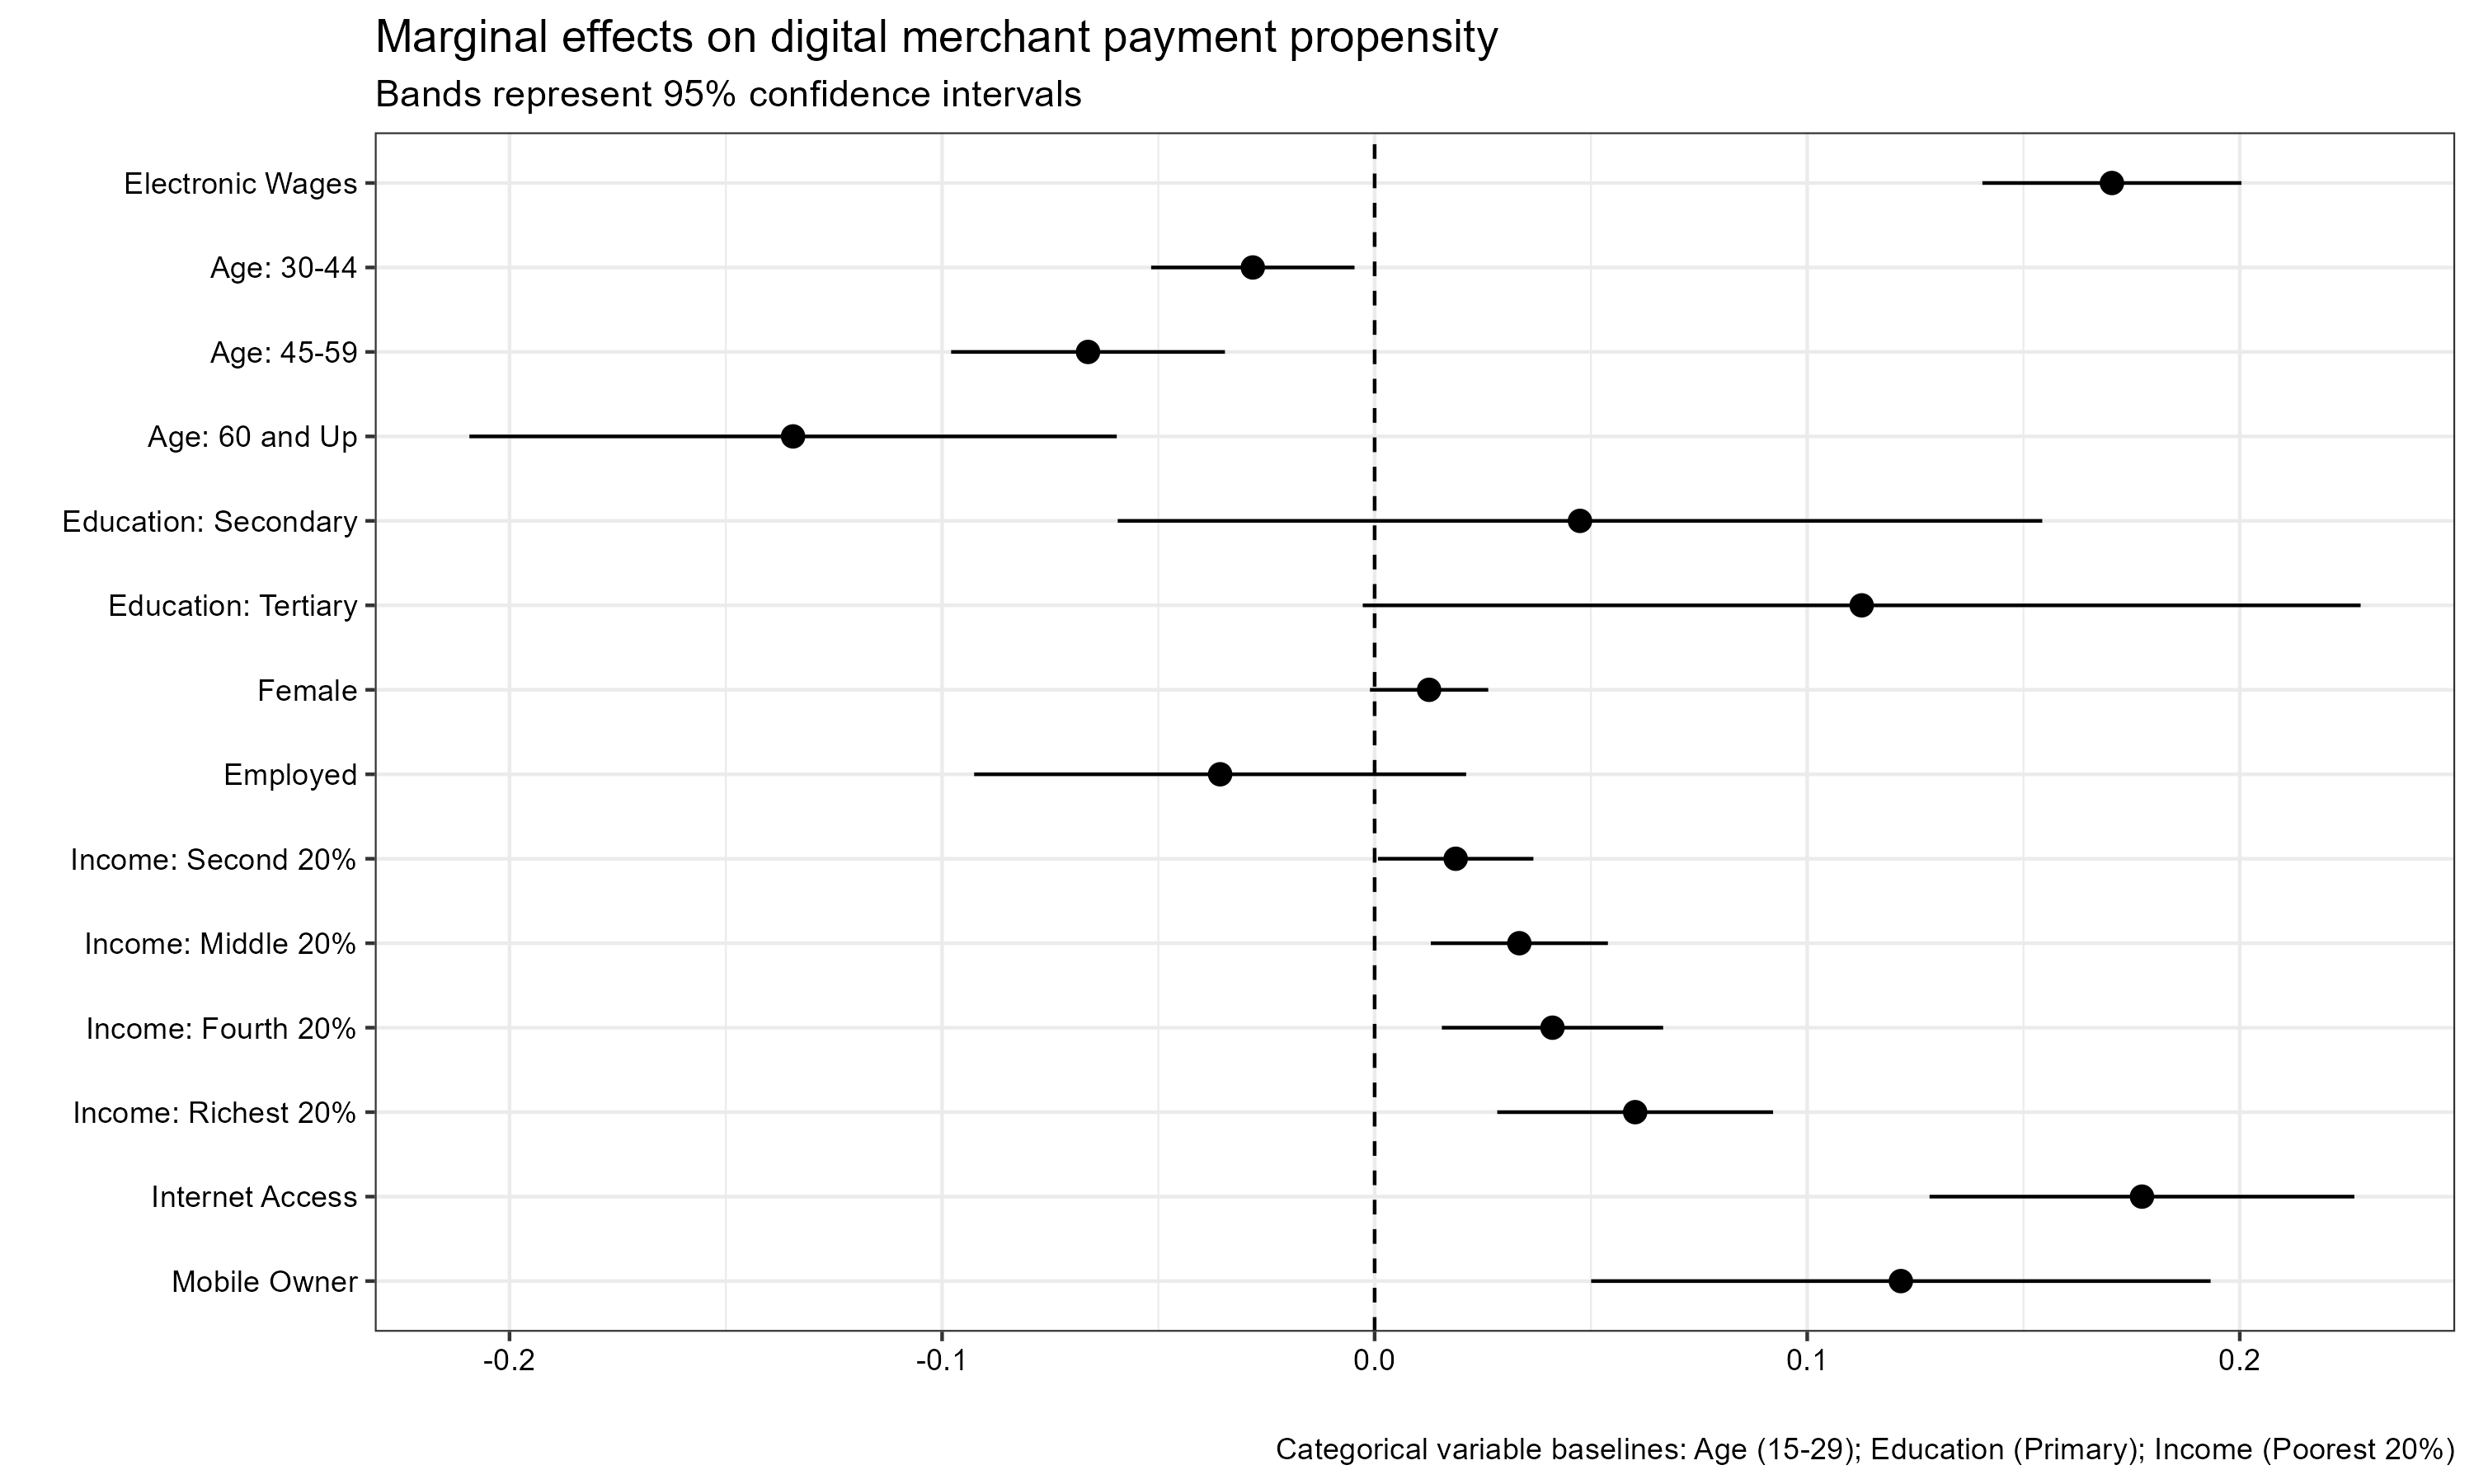 Marginal effects on digital merchant payment propensity
Bands represent 95% confidence intervals
Electronic Wages
Age: 30-44
Age: 45-59
Age: 60 and Up
Education: Secondary
Education: Tertiary
Female
Employed
Income: Second 20%
Income: Middle 20%
Income: Fourth 20%
Income: Richest 20%
Internet Access
Mobile Owner
-0.2 -0.1 0.0 0.1 0.2
Categorical variable baselines: Age (15-29); Education (Primary); Income (Poorest 20%)